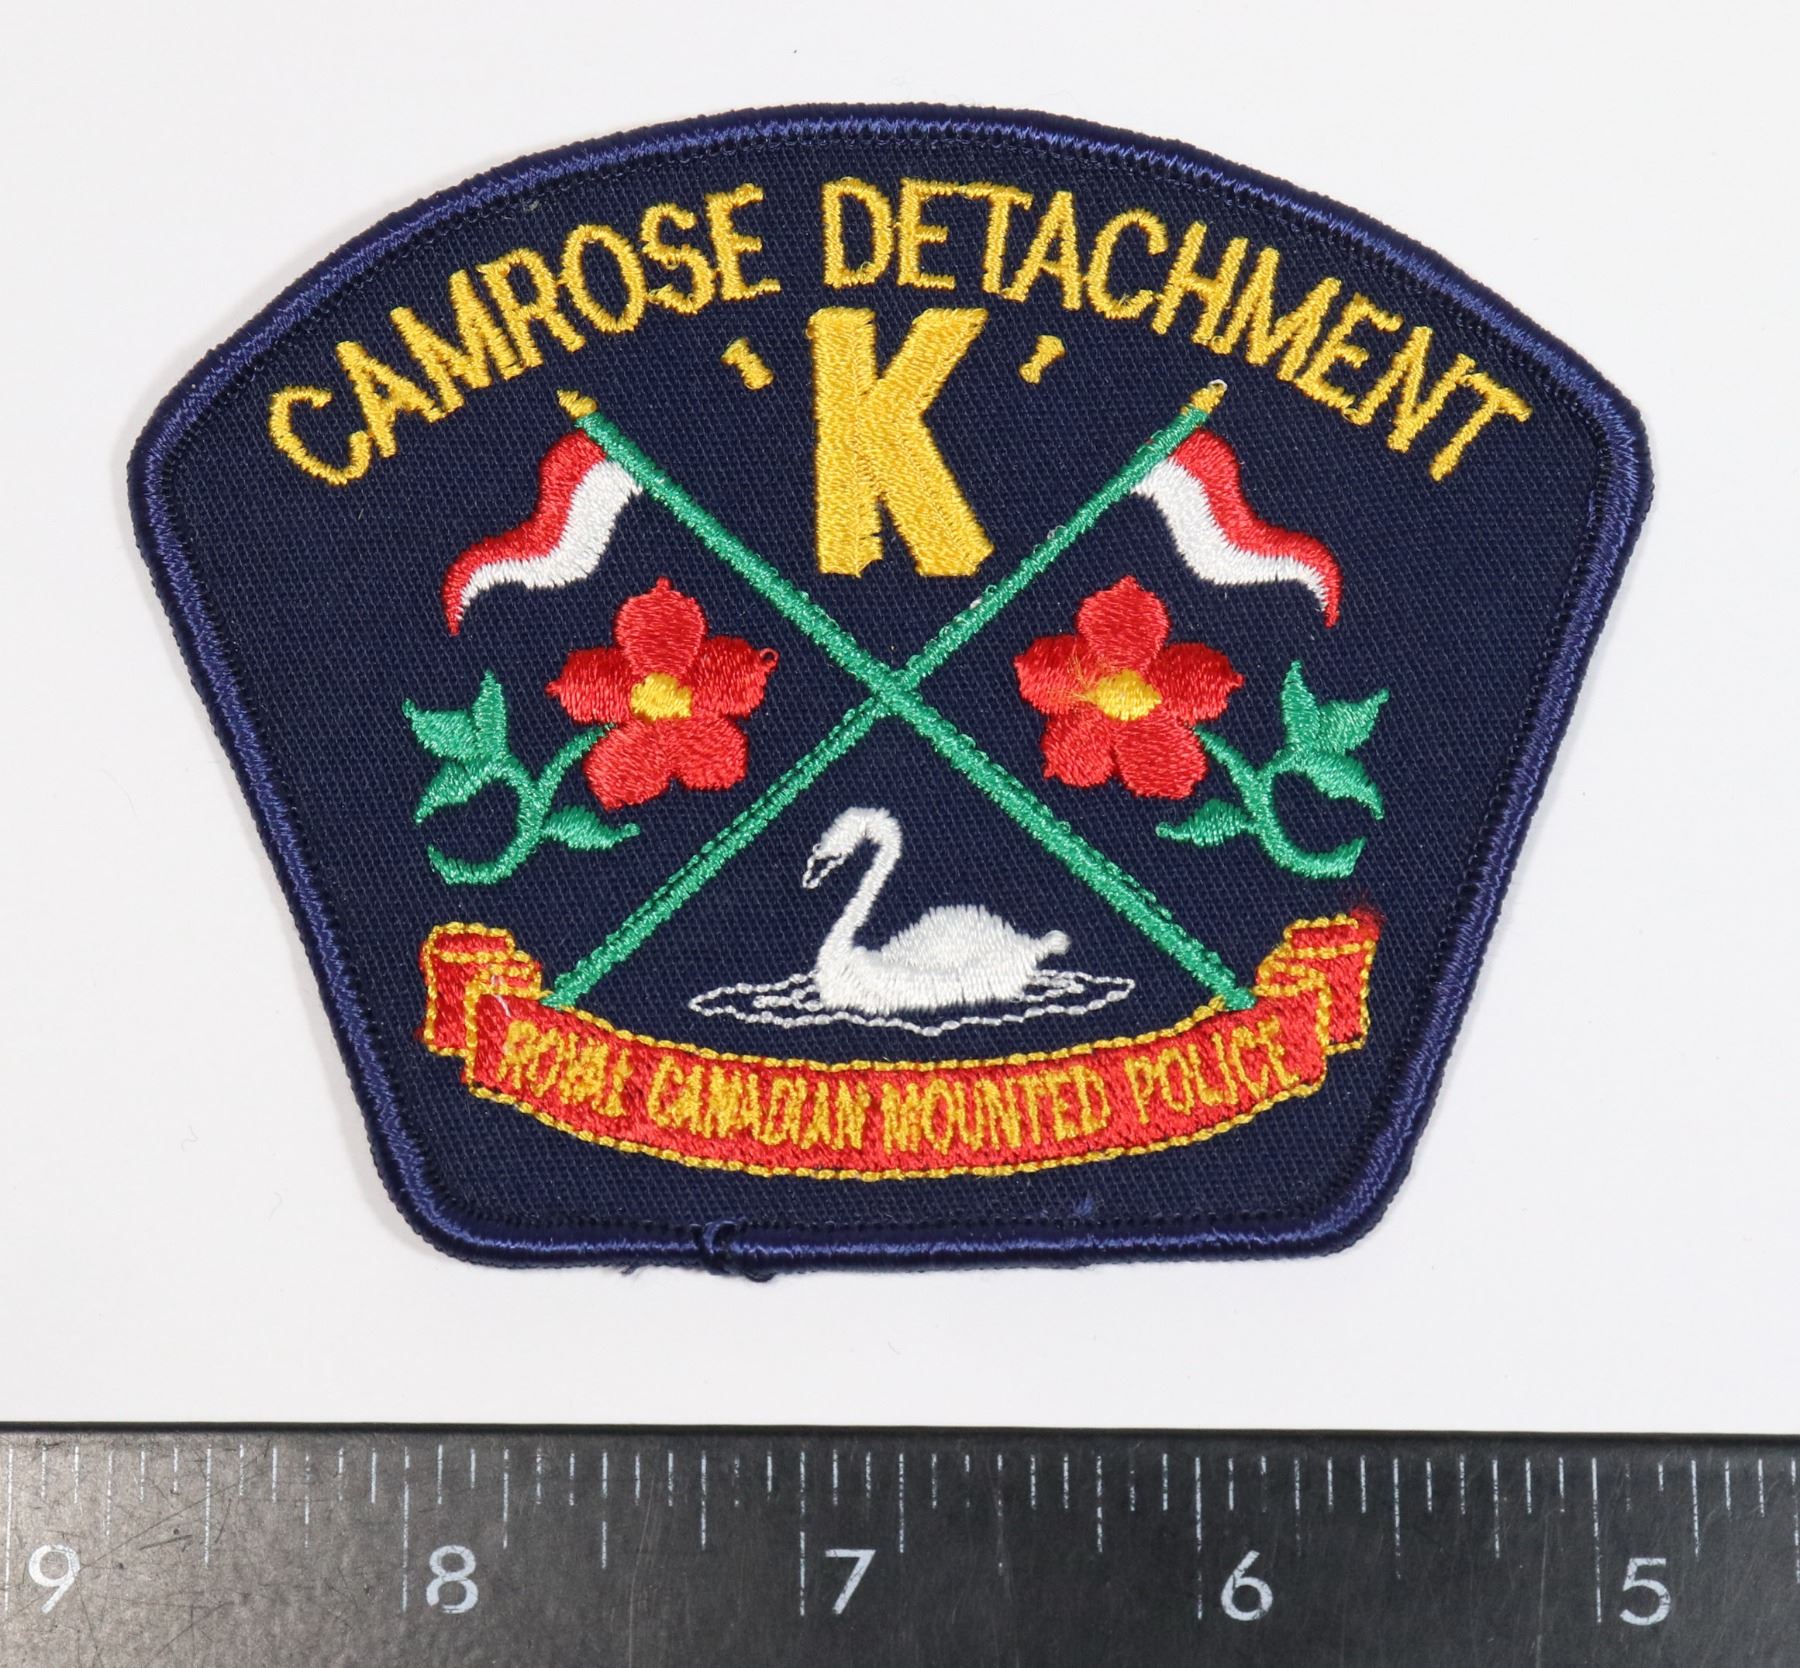 CAMROSE DETACHMENT
'K'
ROYAL CANADIAN MOUNTED POLICE
9 8 7 6 5